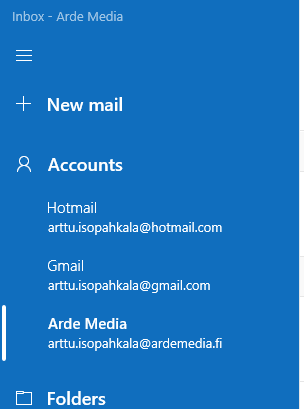 Inbox - Arde Media
New mail
Accounts
Hotmail
arttu.isopahkala@hotmail.com
Gmail
arttu.isopahkala@gmail.com
Arde Media
arttu.isopahkala@ardemedia.fi
Folders